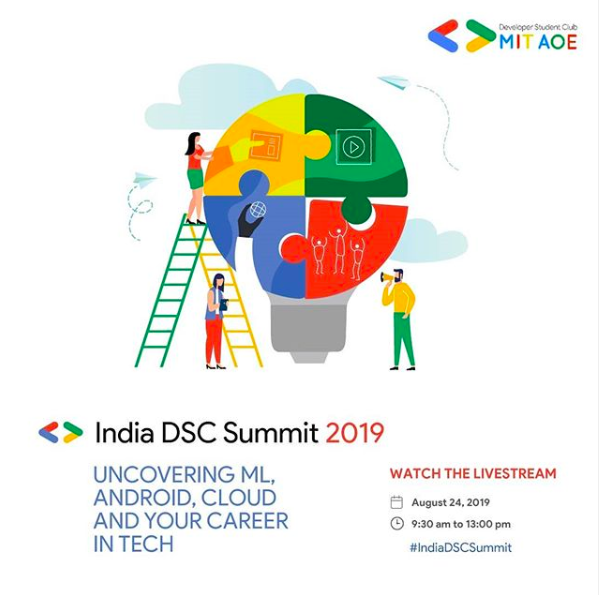 Developer Student Club
MIT AOE
India DSC Summit 2019
UNCOVERING ML,
ANDROID, CLOUD
AND YOUR CAREER
IN TECH
WATCH THE LIVESTREAM
August 24, 2019
9:30 am to 13:00 pm
#IndiaDSCSummit